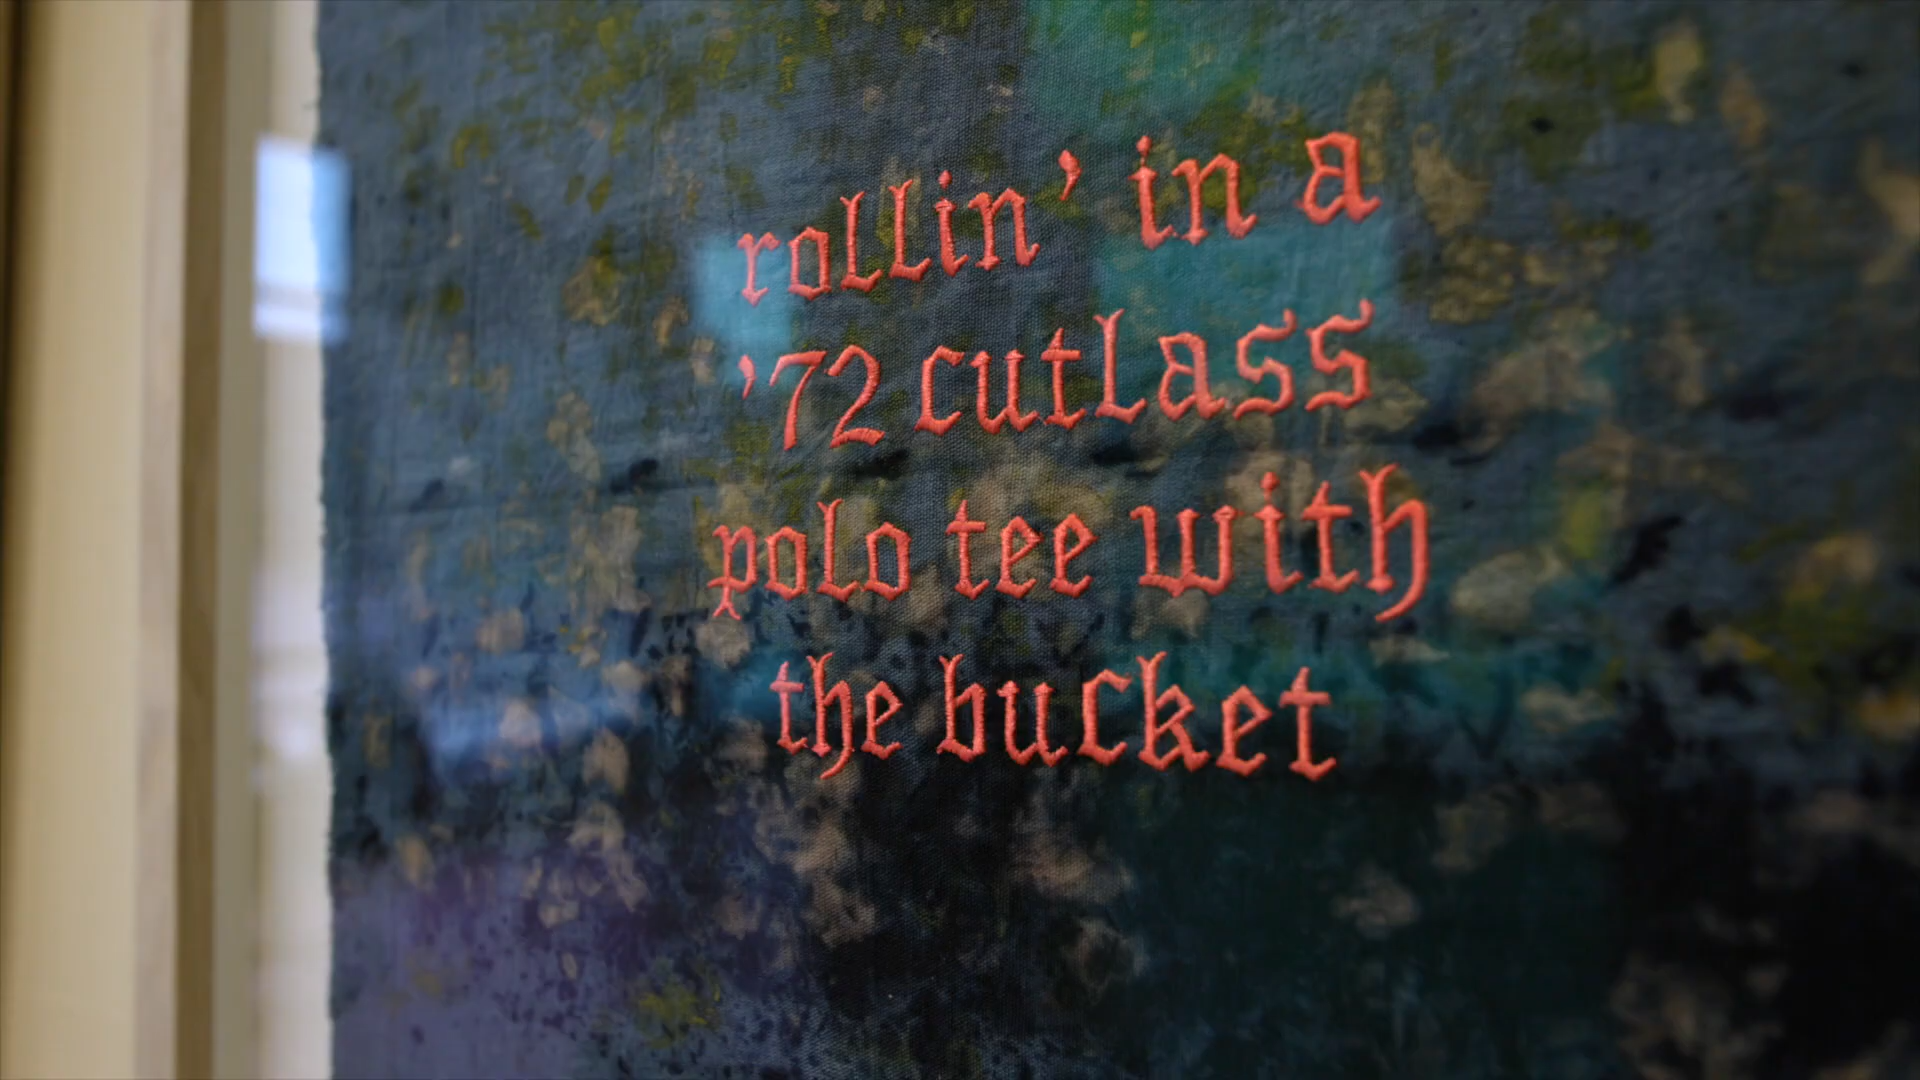 rollin’ in a
’72 cutlass
polo tee with
the bucket